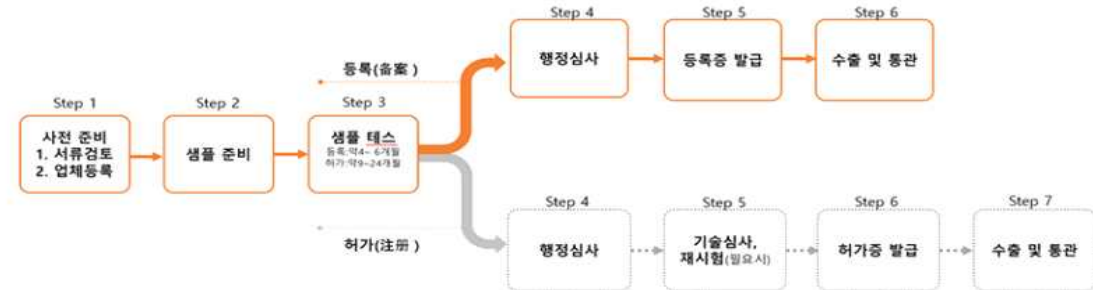 Step 4
Step 5
Step 6
행정심사
등록증 발급
수출 및 통관
등록(备案)
Step 1
Step 2
Step 3
사전 준비
1. 서류검토
2. 업체등록
샘플 준비
샘플 테스
등록:약4~ 6개월
허가:약9~24개월
Step 4
Step 5
Step 6
Step 7
허가(注册)
행정심사
기술심사,
재시험(필요시)
허가증 발급
수출 및 통관